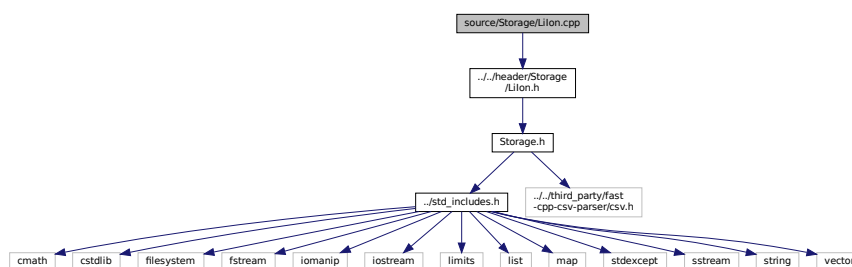 source/Storage/LiIon.cpp
../../header/Storage
/LiIon.h
Storage.h
../std_includes.h
../../third_party/fast
-cpp-csv-parser/csv.h
cmath
cstdlib
filesystem
fstream
iomanip
iostream
limits
list
map
stdexcept
sstream
string
vector